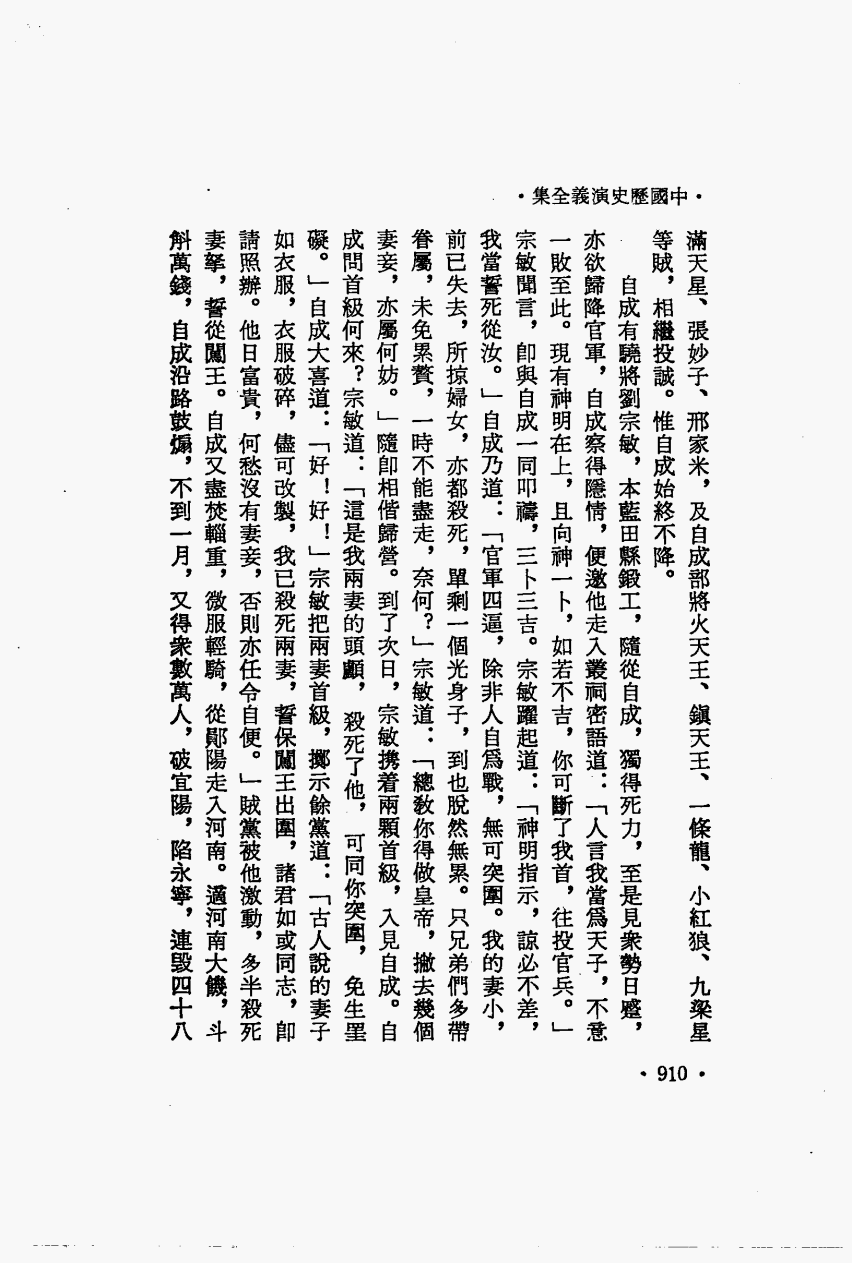 ·中國歷史演義全集·
滿天星、張妙子、邢家米，及自成部將火天王、鎭天王、一條龍、小紅狼、九梁星
等賊，相繼投誠。惟自成始終不降。
自成有驍將劉宗敏，本藍田縣鍛工，隨從自成，獨得死力，至是見衆勢日蹙，
亦欲歸降官軍，自成察得隱情，便邀他走入叢祠密語道：「人言我當爲天子，不意
一敗至此。現有神明在上，且向神一卜，如若不吉，你可斷了我首，往投官兵。」
宗敏聞言，卽與自成一同叩禱，三卜三吉。宗敏躍起道：「神明指示，諒必不差，
我當誓死從汝。」自成乃道：「官軍四逼，除非人自爲戰，無可突圍。我的妻小，
前已失去，所掠婦女，亦都殺死，單剩一個光身子，到也脫然無累。只兄弟們多帶
眷屬，未免累贅，一時不能盡走，奈何？」宗敏道：「總敎你得做皇帝，撇去幾個
妻妾，亦屬何妨。」隨卽相偕歸營。到了次日，宗敏携着兩顆首級，入見自成。自
成問首級何來？宗敏道：「這是我兩妻的頭顱，殺死了他，可同你突圍，免生罣
礙。」自成大喜道：「好！好！」宗敏把兩妻首級，擲示餘黨道：「古人說的妻子
如衣服，衣服破碎，儘可改製，我已殺死兩妻，誓保闖王出圍，諸君如或同志，卽
請照辦。他日富貴，何愁沒有妻妾，否則亦任令自便。」賊黨被他激動，多半殺死
妻孥，誓從闖王。自成又盡焚輜重，微服輕騎，從鄖陽走入河南。適河南大饑，斗
斛萬錢，自成沿路鼓煽，不到一月，又得衆數萬人，破宜陽，陷永寧，連毀四十八
·910·